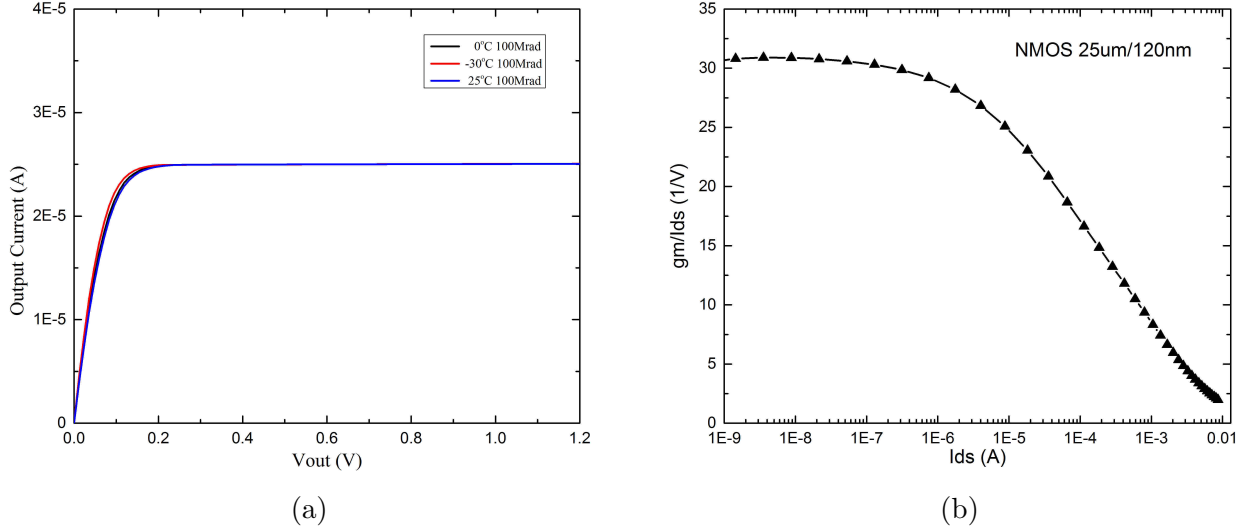 4E-5
3E-5
2E-5
1E-5
0
0.0 0.2 0.4 0.6 0.8 1.0 1.2
Output Current (A)
Vout (V)
0°C 100Mrad
-30°C 100Mrad
25°C 100Mrad
(a)
35
30
25
20
15
10
5
0
1E-9 1E-8 1E-7 1E-6 1E-5 1E-4 1E-3 0.01
gm/Ids (1/V)
Ids (A)
NMOS 25um/120nm
(b)